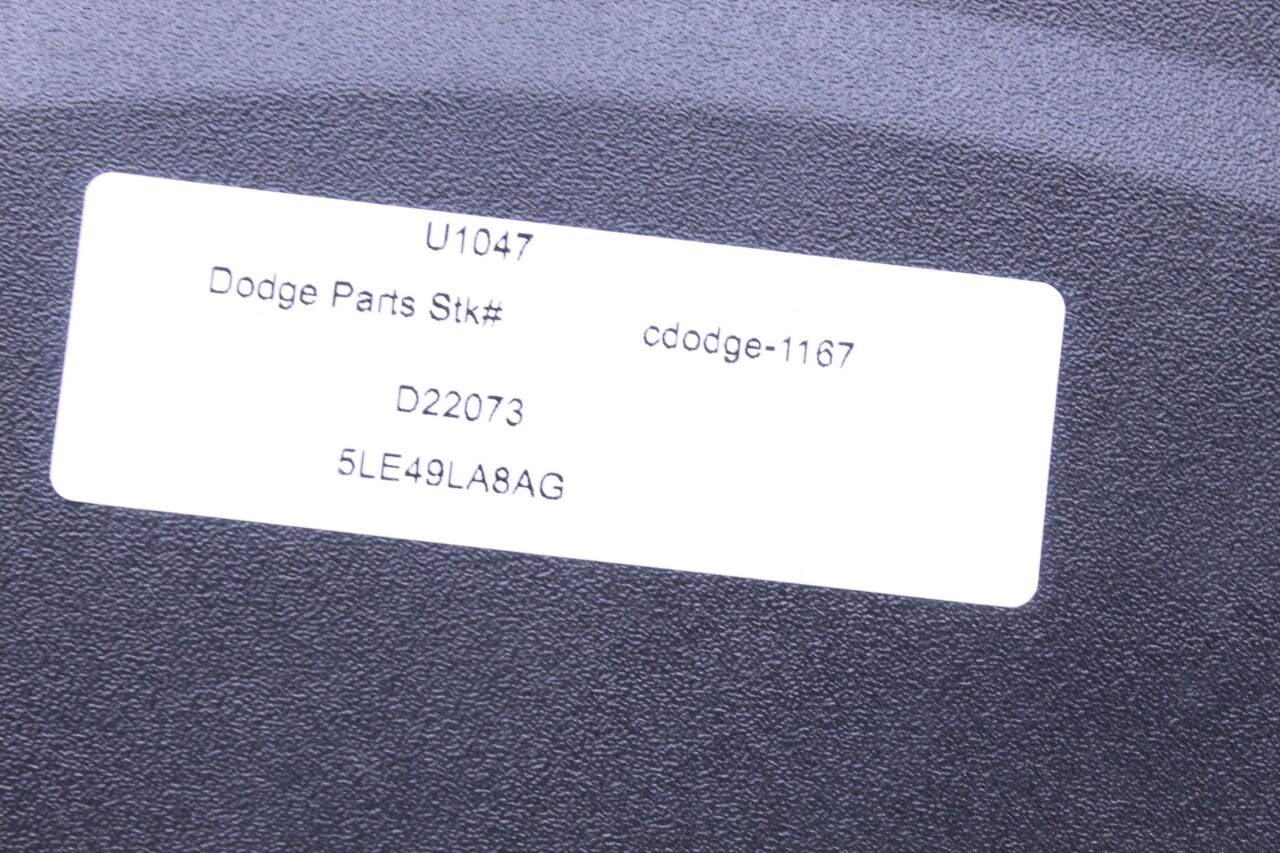 U1047
Dodge Parts Stk# cdodge-1167
D22073
5LE49LA8AG